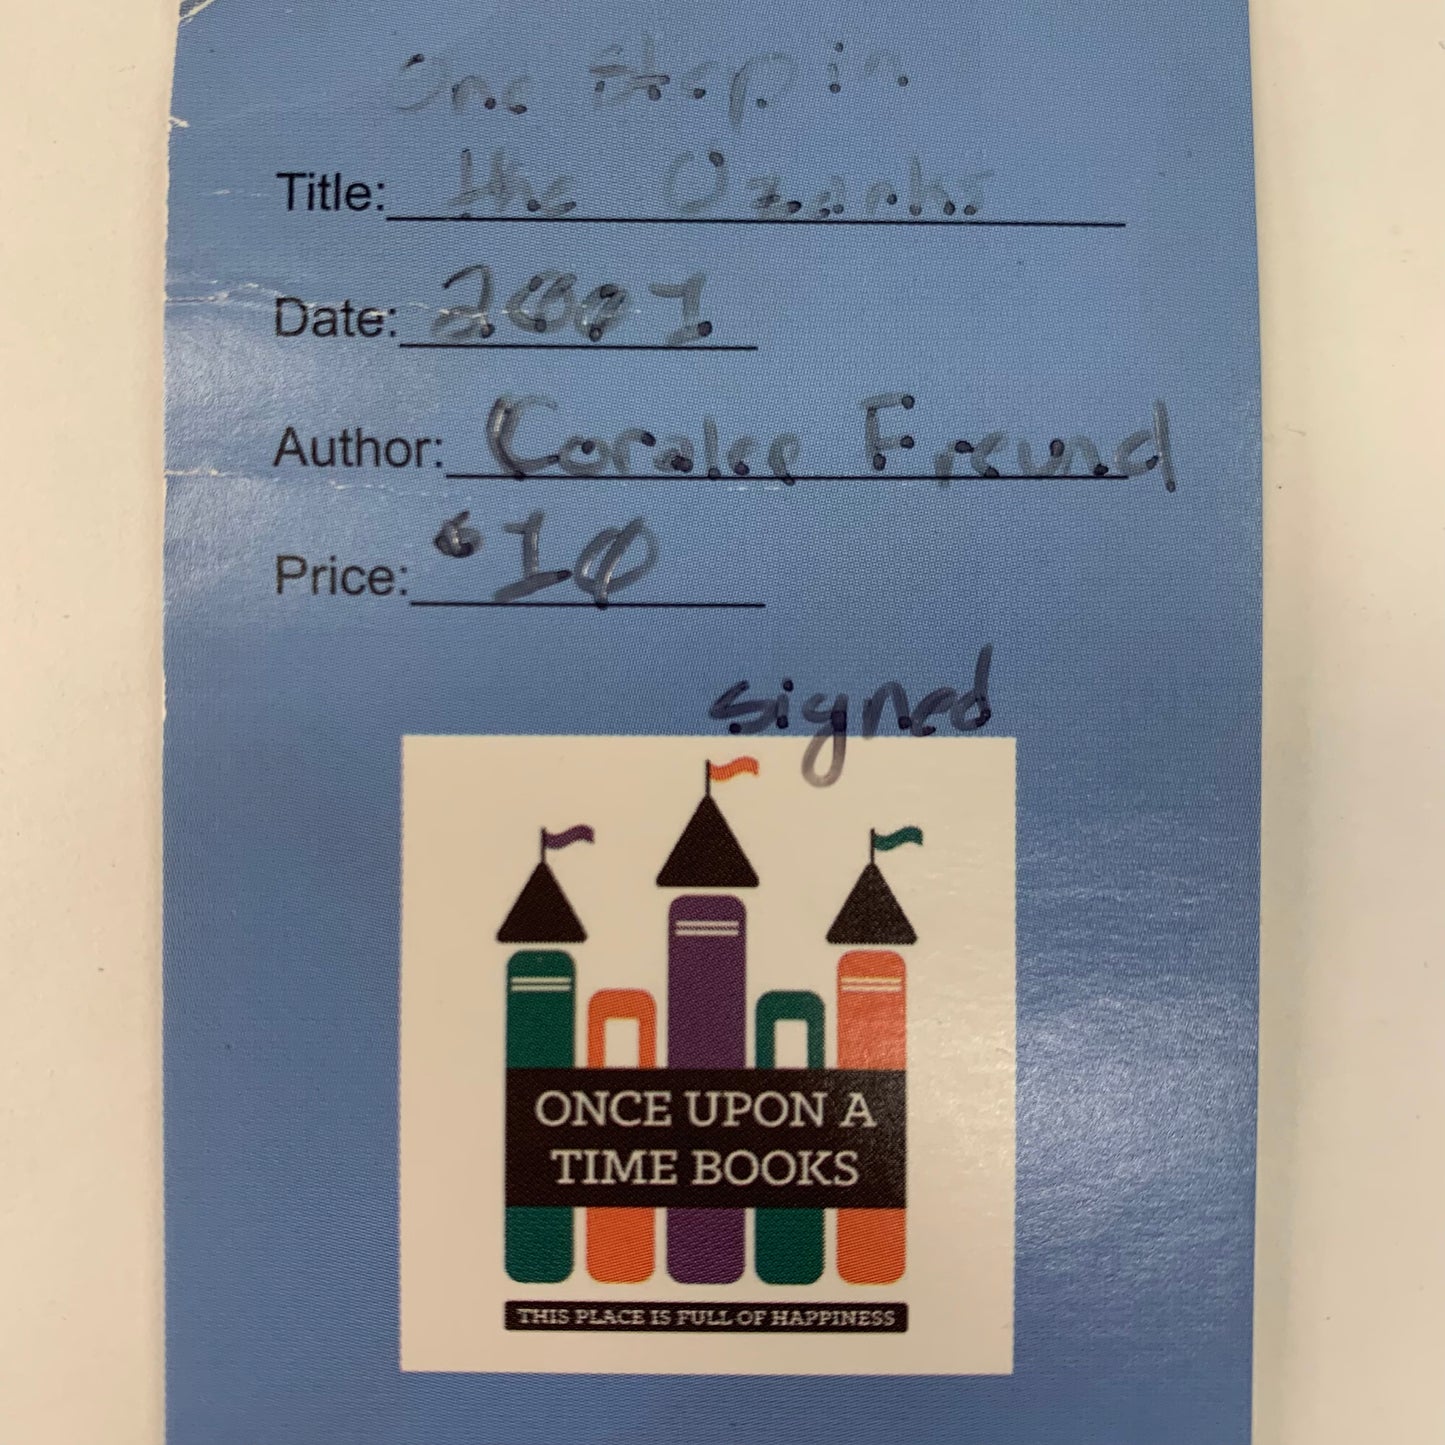 One Step in
Title: the Ozarks
Date: 2001
Author: Coralee Freund
Price: $10
signed
ONCE UPON A
TIME BOOKS
THIS PLACE IS FULL OF HAPPINESS